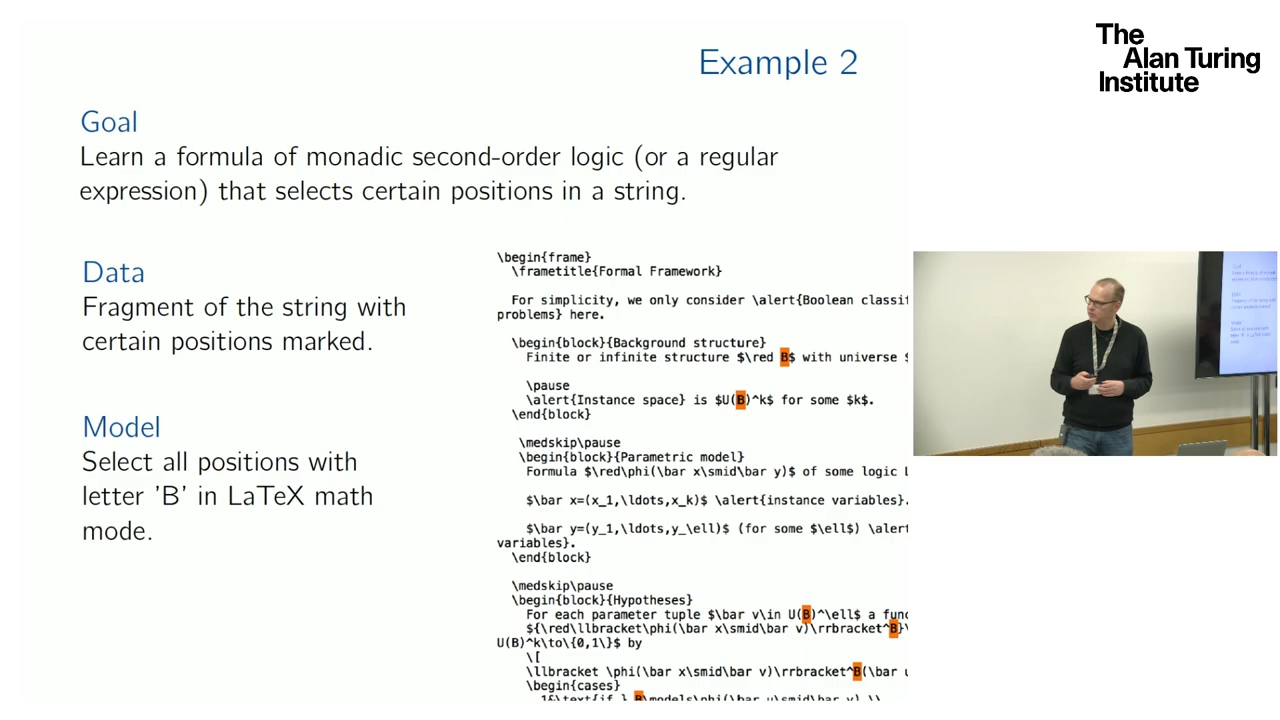 The
Alan Turing
Institute
Example 2
Goal
Learn a formula of monadic second-order logic (or a regular
expression) that selects certain positions in a string.
Data
Fragment of the string with
certain positions marked.
Model
Select all positions with
letter 'B' in LaTeX math
mode.
\begin{frame}
\frametitle{Formal Framework}
For simplicity, we only consider \alert{Boolean classif
problems} here.
\begin{block}{Background structure}
Finite or infinite structure $\red B$ with universe $
\pause
\alert{Instance space} is $U(B)^k$ for some $k$.
\end{block}
\medskip\pause
\begin{block}{Parametric model}
Formula $\red\phi(\bar x\smid\bar y)$ of some logic L
$\bar x=(x_1,\ldots,x_k)$ \alert{instance variables}.
$\bar y=(y_1,\ldots,y_\ell)$ (for some $\ell$) \alert
variables}.
\end{block}
\medskip\pause
\begin{block}{Hypotheses}
For each parameter tuple $\bar v\in U(B)^\ell$ a func
${\red\llbracket\phi(\bar x\smid\bar v)\rrbracket^B}\
U(B)^k\to\{0,1\}$ by
\[
\llbracket \phi(\bar x\smid\bar v)\rrbracket^B(\bar u
\begin{cases}
1&\text{if } B\models\phi(\bar u\smid\bar v) \\